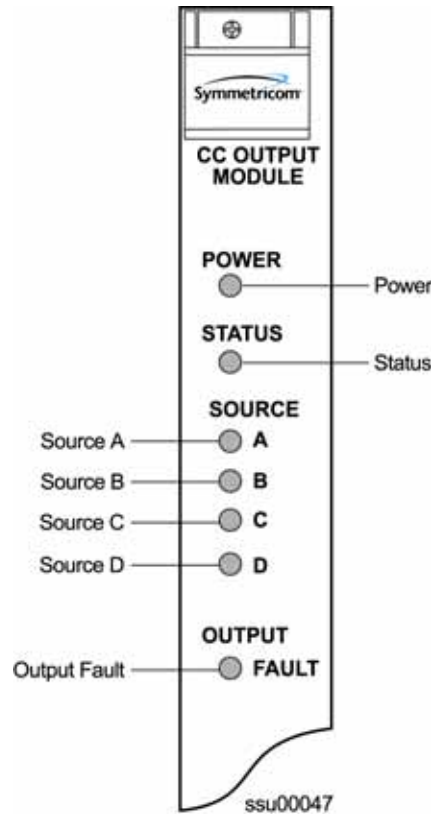 Symmetricom
CC OUTPUT
MODULE
POWER
Power
STATUS
Status
SOURCE
Source A A
Source B B
Source C C
Source D D
OUTPUT
Output Fault FAULT
ssu00047